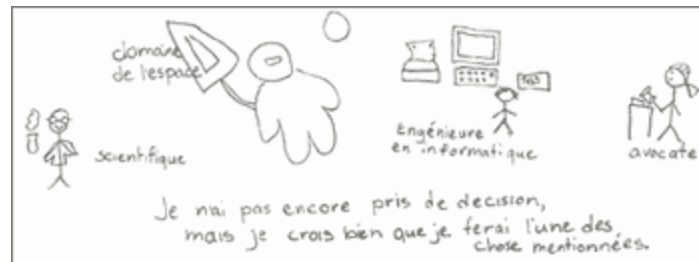 domaine
de l'espace
scientifique
Engénieure
en informatique
avocate
Je n'ai pas encore pris de decision,
mais je crois bien que je ferai l'une des
chose mentionnées.